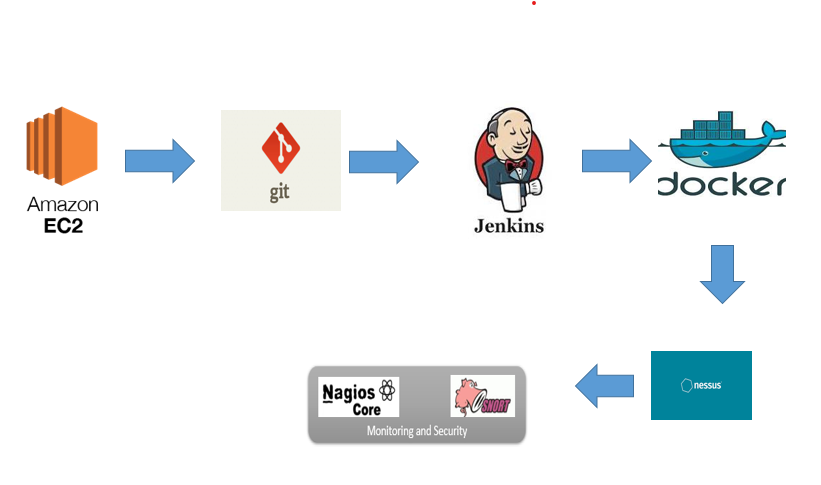 Amazon
EC2
git
Jenkins
docker
nessus
Nagios
Core
SNORT
Monitoring and Security